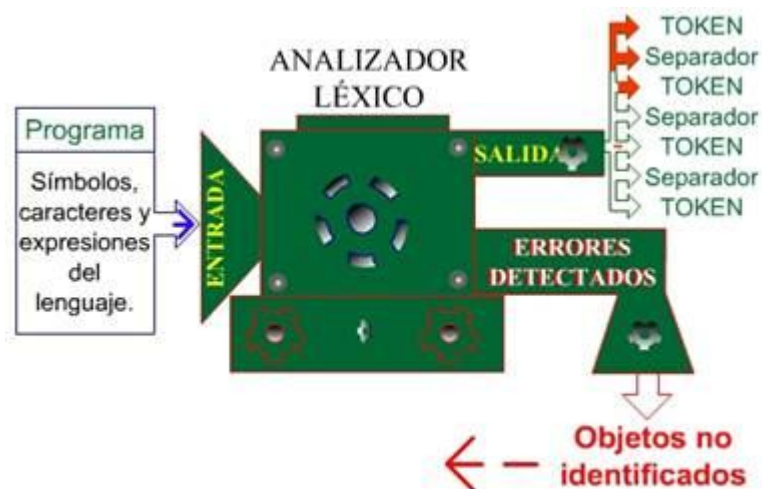 ANALIZADOR
LÉXICO
Programa
Símbolos,
caracteres y
expresiones
del
lenguaje.
ENTRADA
SALIDA
TOKEN
Separador
TOKEN
Separador
TOKEN
Separador
TOKEN
ERRORES
DETECTADOS
Objetos no
identificados